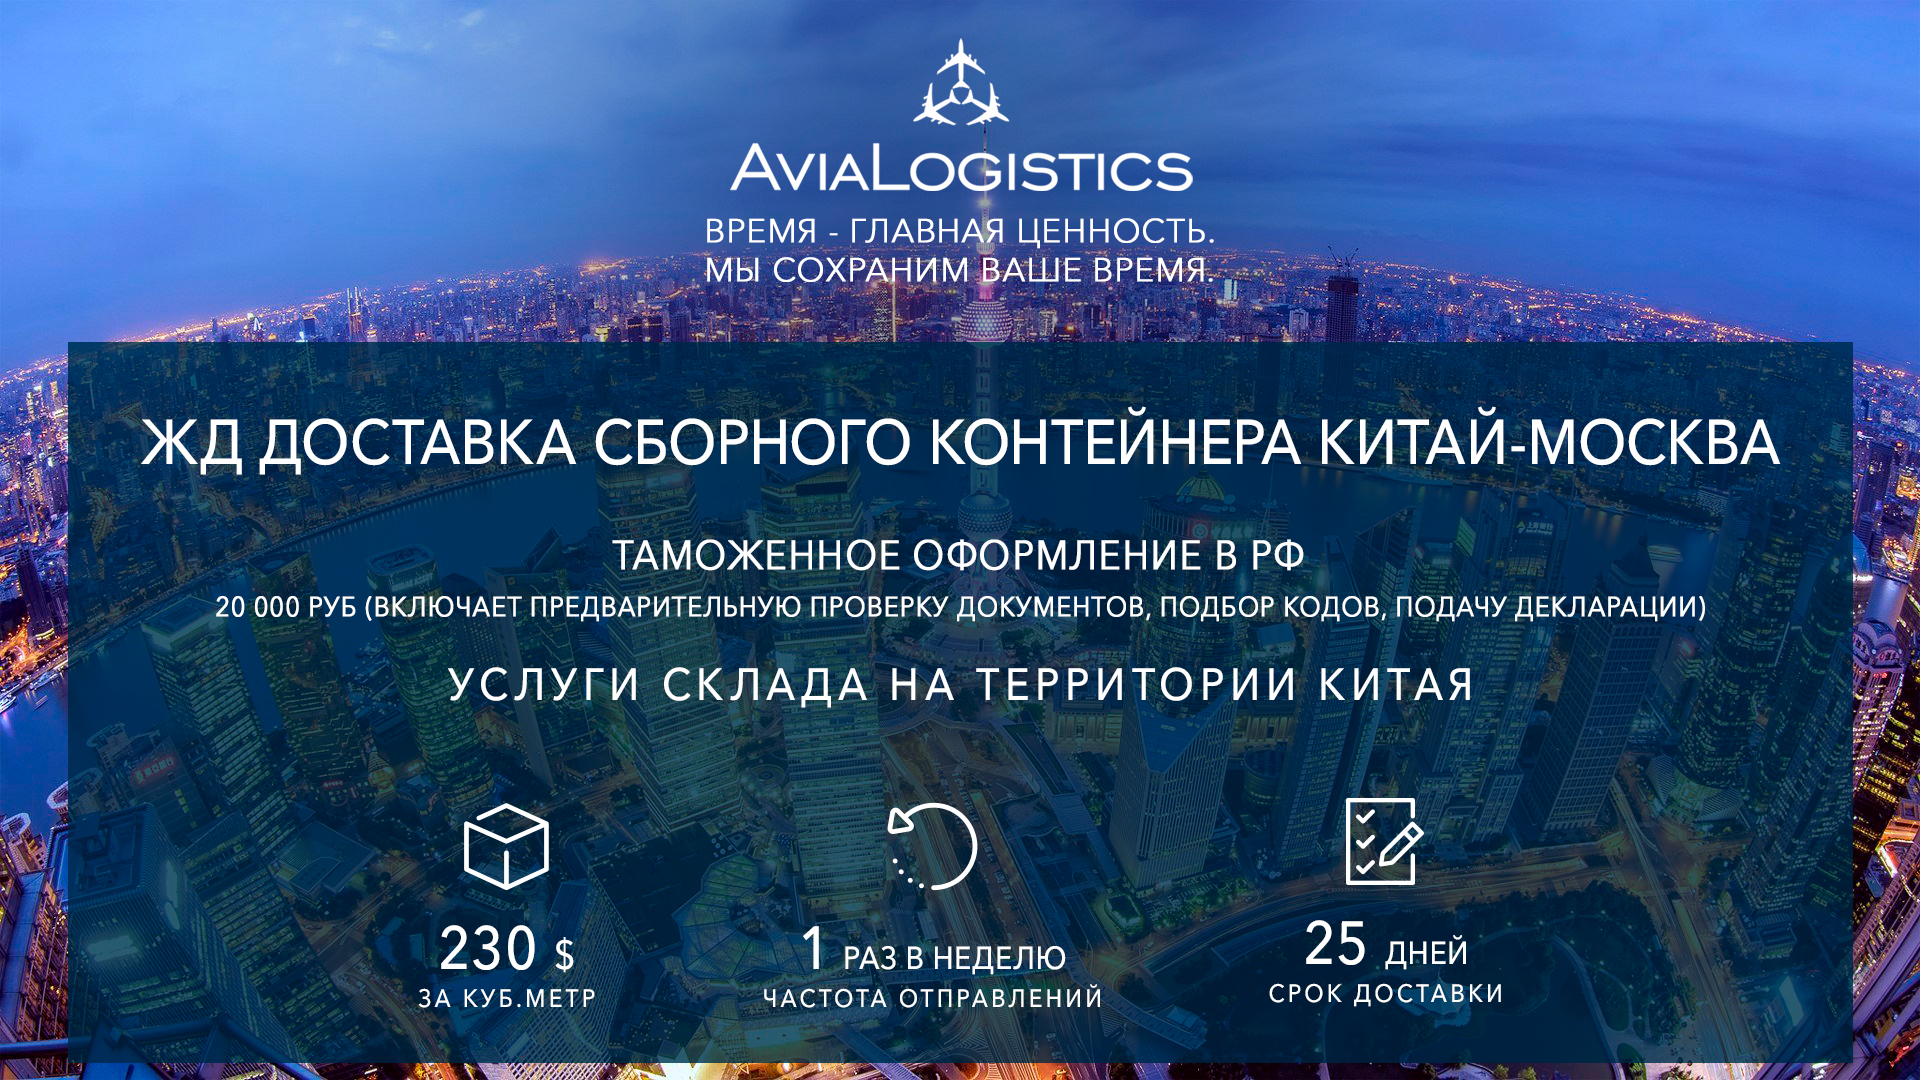 AVIALOGISTICS
ВРЕМЯ - ГЛАВНАЯ ЦЕННОСТЬ.
МЫ СОХРАНИМ ВАШЕ ВРЕМЯ.
ЖД ДОСТАВКА СБОРНОГО КОНТЕЙНЕРА КИТАЙ-МОСКВА
ТАМОЖЕННОЕ ОФОРМЛЕНИЕ В РФ
20 000 РУБ (ВКЛЮЧАЕТ ПРЕДВАРИТЕЛЬНУЮ ПРОВЕРКУ ДОКУМЕНТОВ, ПОДБОР КОДОВ, ПОДАЧУ ДЕКЛАРАЦИИ)
УСЛУГИ СКЛАДА НА ТЕРРИТОРИИ КИТАЯ
230 $
ЗА КУБ.МЕТР
1 РАЗ В НЕДЕЛЮ
ЧАСТОТА ОТПРАВЛЕНИЙ
25 ДНЕЙ
СРОК ДОСТАВКИ